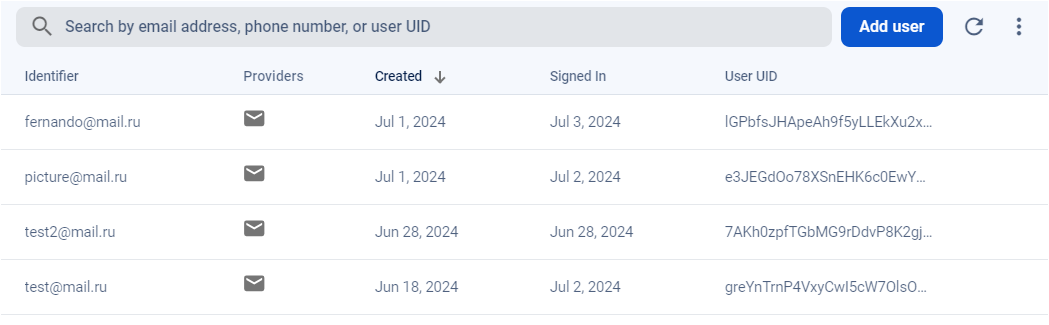 Search by email address, phone number, or user UID Add user
Identifier Providers Created Signed In User UID
fernando@mail.ru Jul 1, 2024 Jul 3, 2024 lGPbfsJHApeAh9f5yLLEkXu2x...
picture@mail.ru Jul 1, 2024 Jul 2, 2024 e3JEGdOo78XSnEHK6c0EwY...
test2@mail.ru Jun 28, 2024 Jun 28, 2024 7AKh0zpfTGbMG9rDdvP8K2gj...
test@mail.ru Jun 18, 2024 Jul 2, 2024 greYnTrnP4VxyCwI5cW7OlsO...